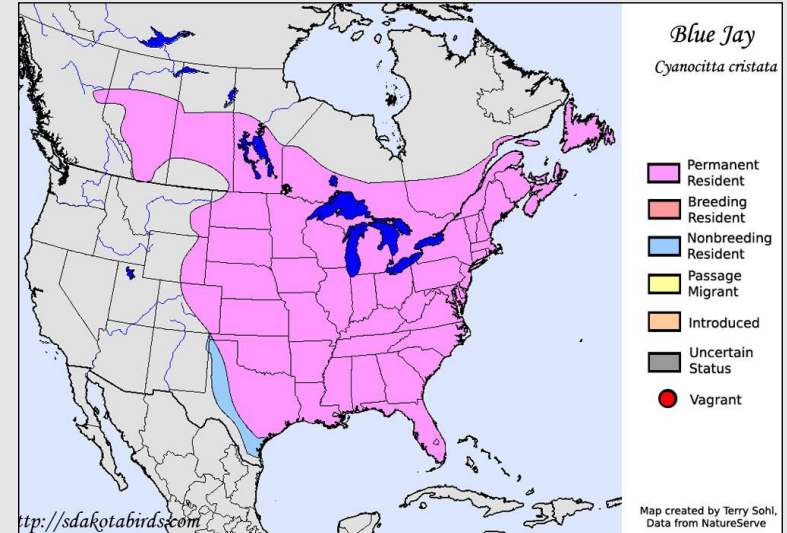 Blue Jay
Cyanocitta cristata
Permanent
Resident
Breeding
Resident
Nonbreeding
Resident
Passage
Migrant
Introduced
Uncertain
Status
Vagrant
Map created by Terry Sohl,
Data from NatureServe
ttp://sdakotabirds.com